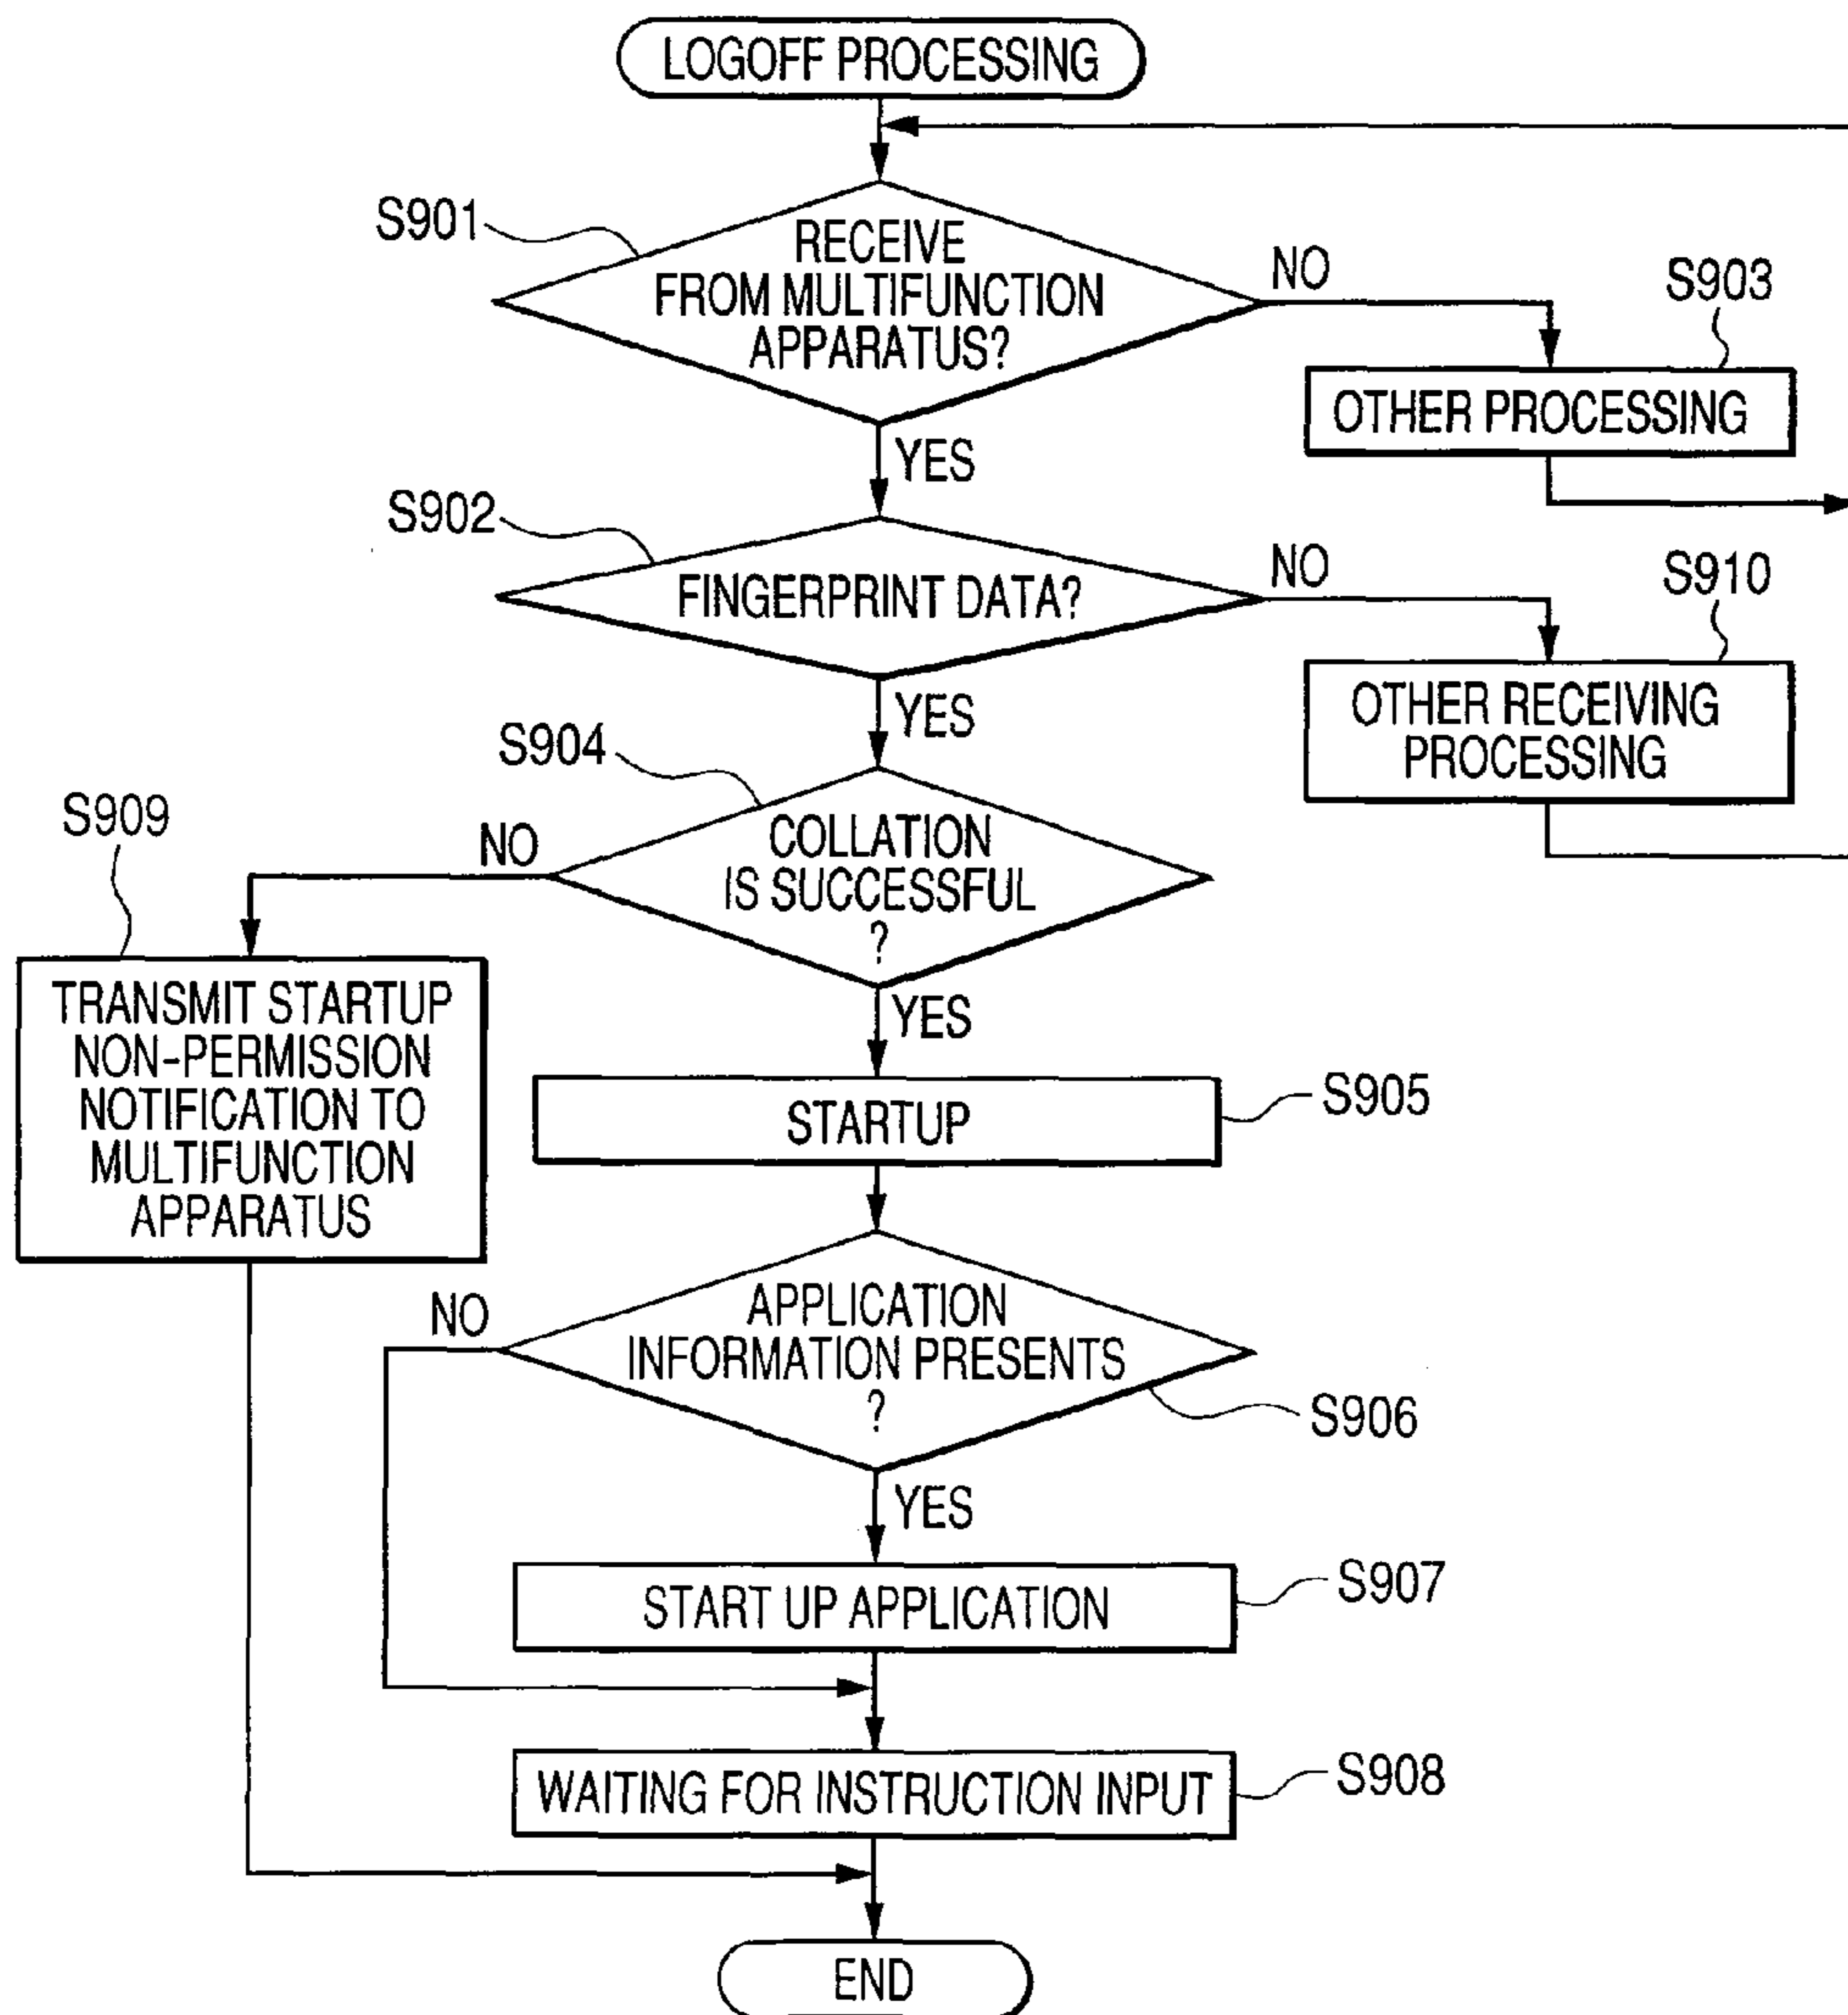 LOGOFF PROCESSING
S901
RECEIVE
FROM MULTIFUNCTION
APPARATUS?
NO
S903
OTHER PROCESSING
YES
S902
FINGERPRINT DATA?
NO
S910
OTHER RECEIVING
PROCESSING
YES
S904
COLLATION
IS SUCCESSFUL
?
NO
S909
TRANSMIT STARTUP
NON-PERMISSION
NOTIFICATION TO
MULTIFUNCTION
APPARATUS
YES
STARTUP
S905
APPLICATION
INFORMATION PRESENTS
?
NO
S906
YES
START UP APPLICATION
S907
WAITING FOR INSTRUCTION INPUT
S908
END